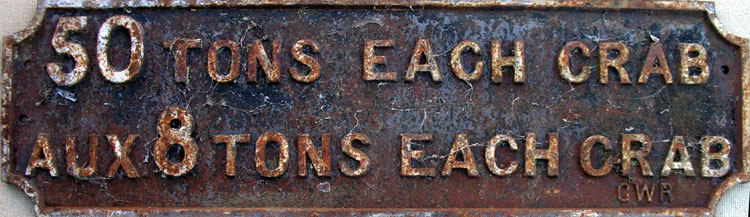 50 TONS EACH CRAB
AUX 8 TONS EACH CRAB
GWR